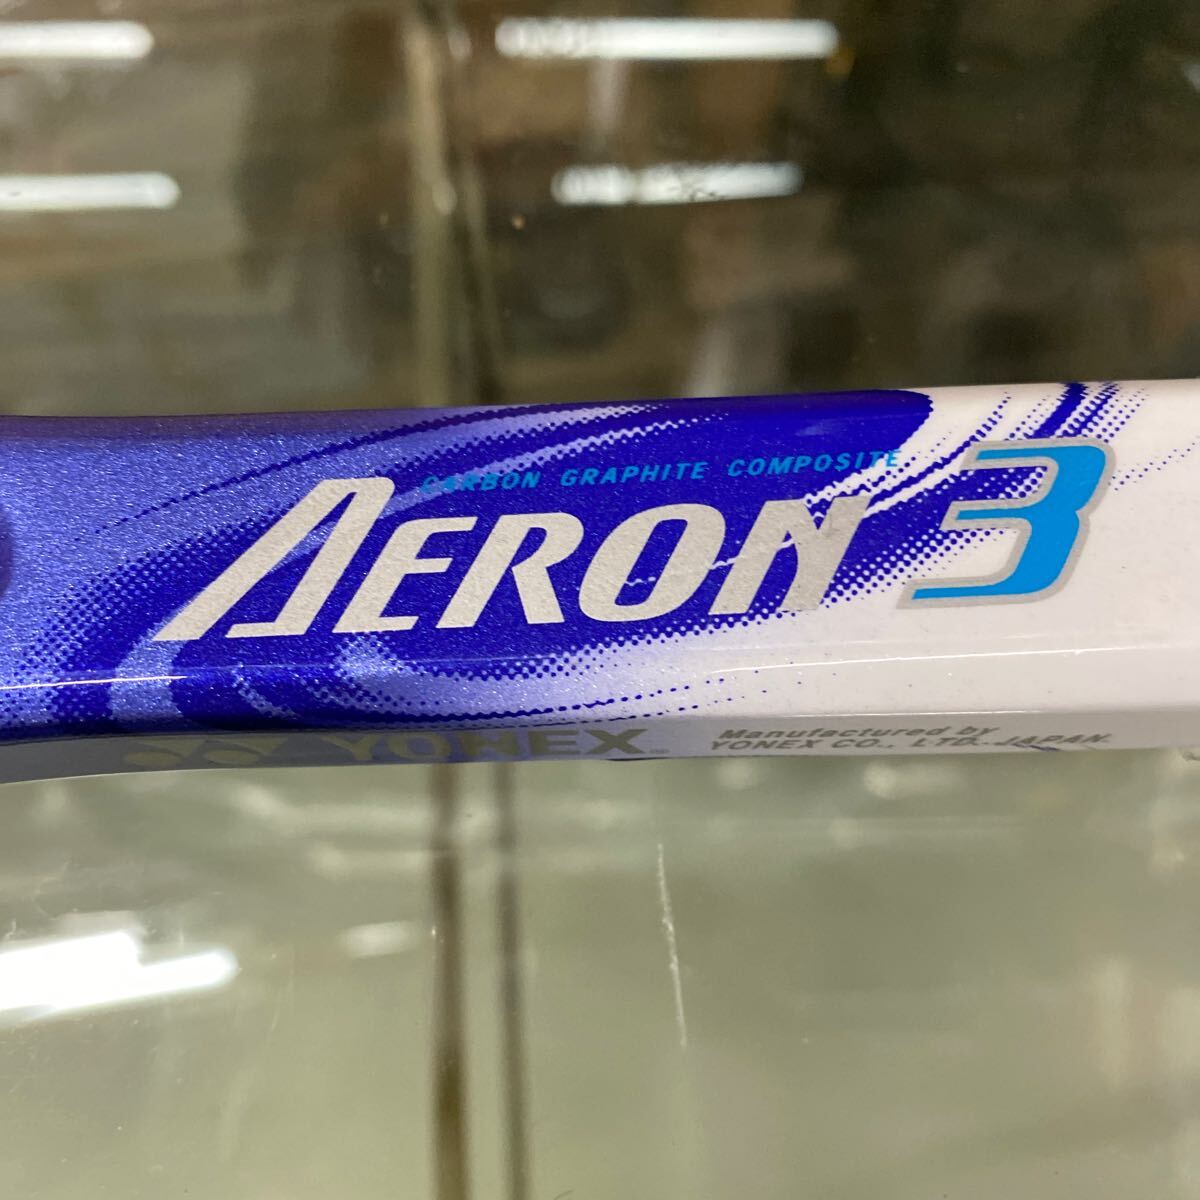 CARBON GRAPHITE COMPOSITE
AERON 3
YONEX
Manufactured by
YONEX CO., LTD. JAPAN.